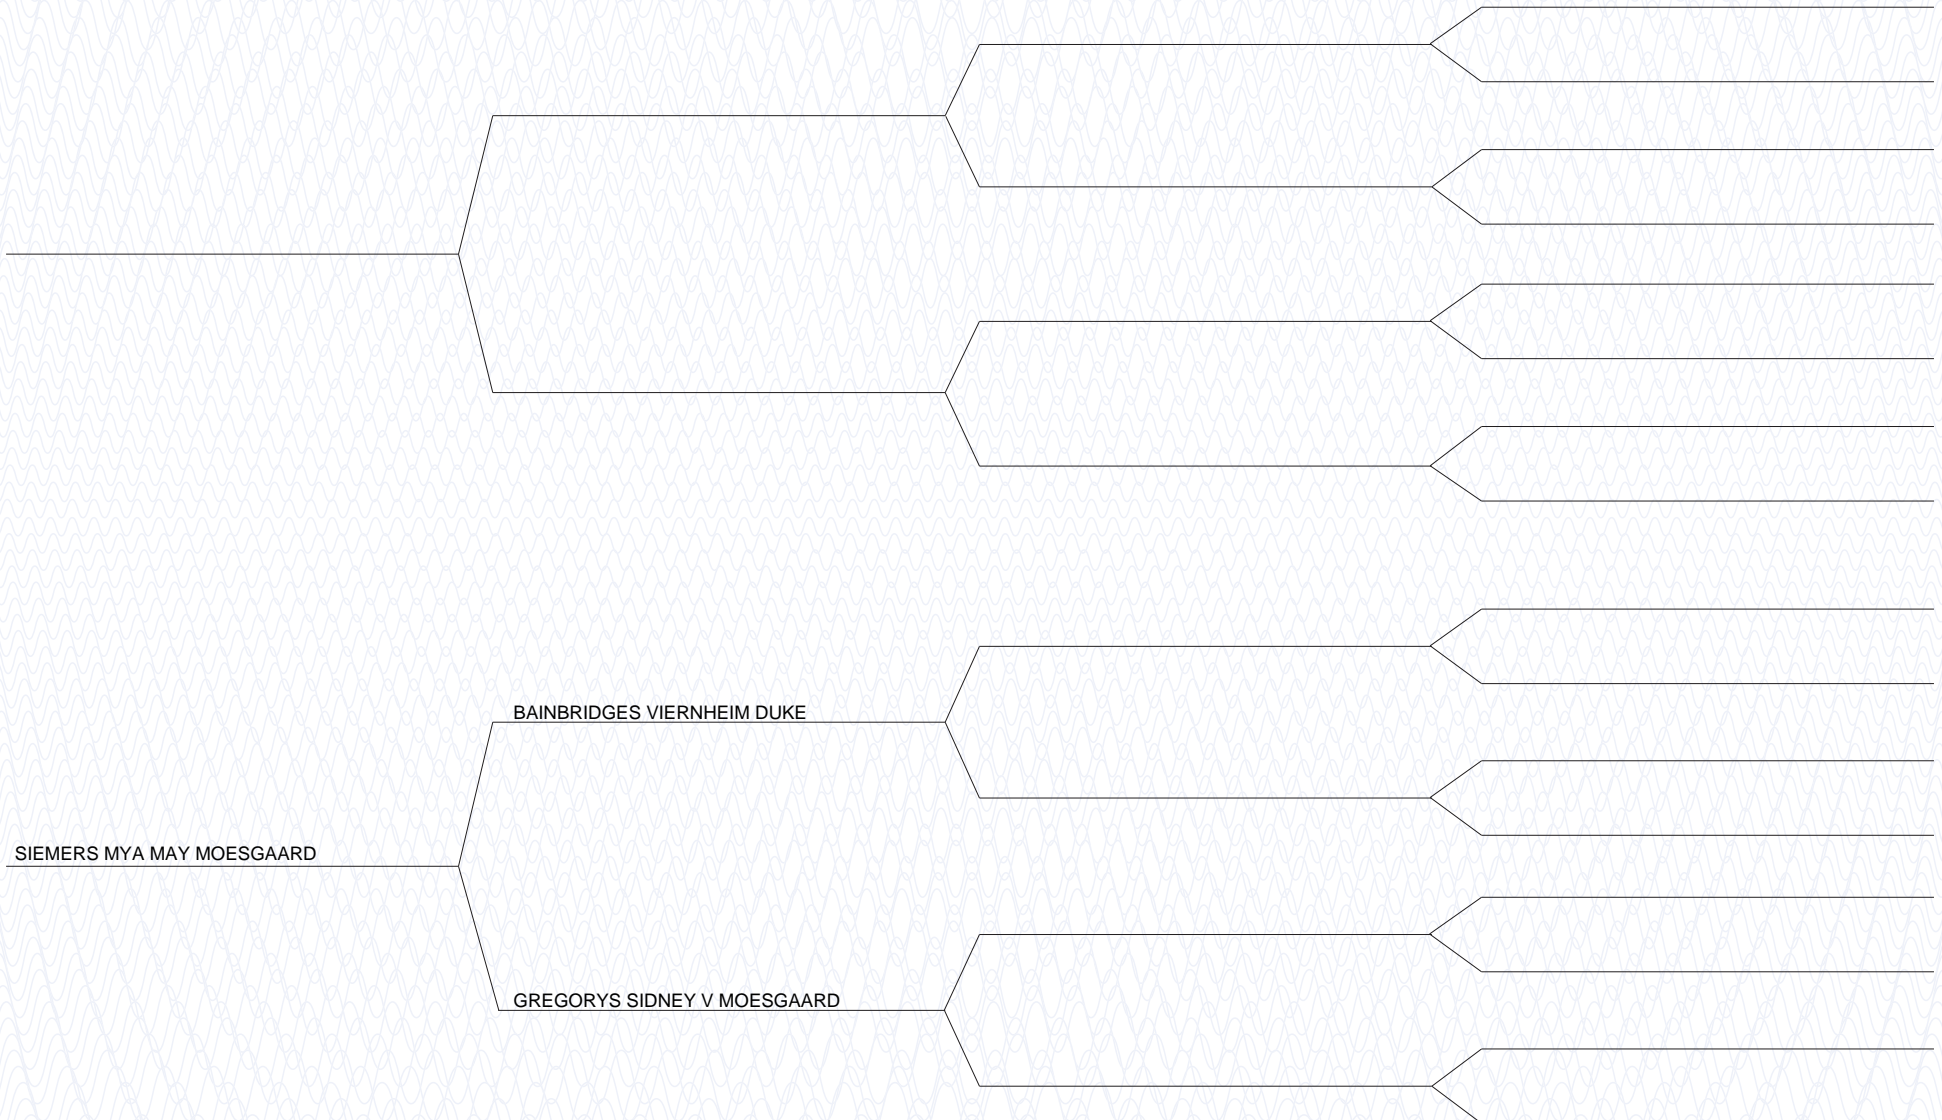 BAINBRIDGES VIERNHEIM DUKE
SIEMERS MYA MAY MOESGAARD
GREGORYS SIDNEY V MOESGAARD